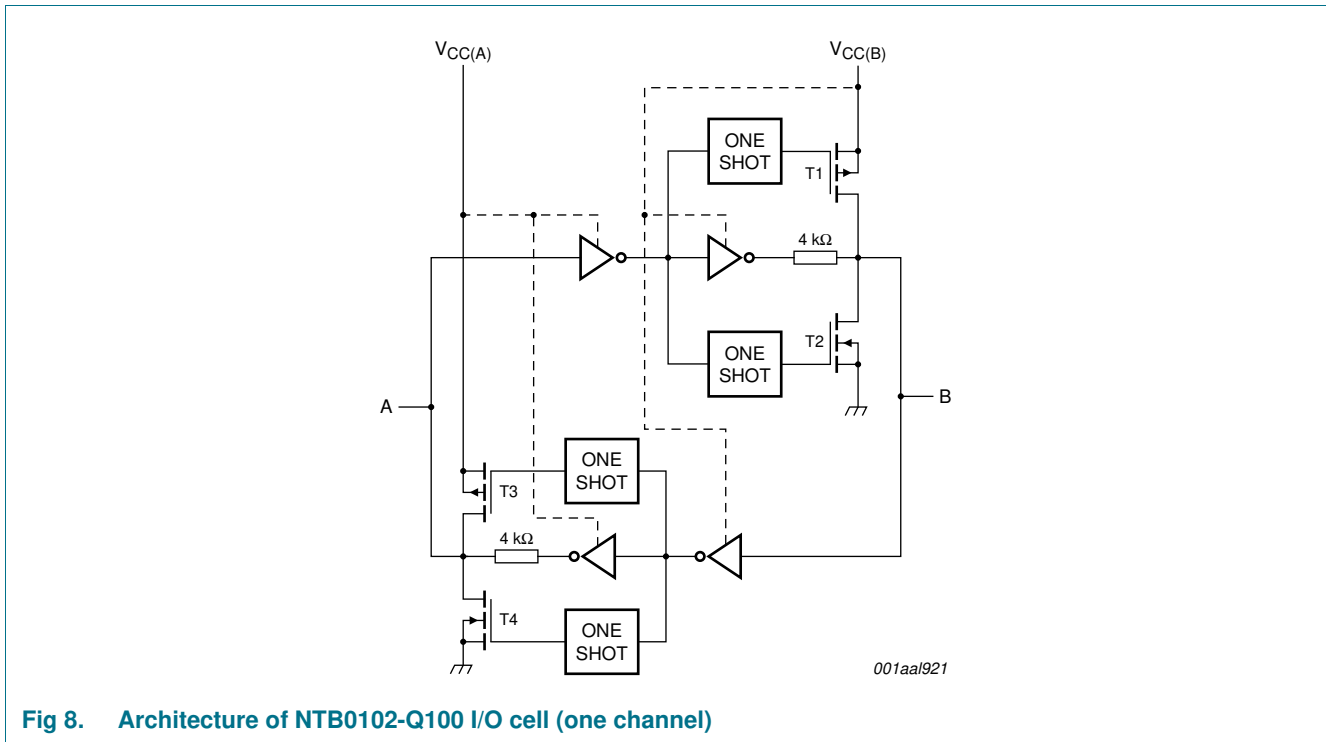 VCC(A)
VCC(B)
ONE
SHOT
T1
4 kΩ
ONE
SHOT
T2
A
B
ONE
SHOT
T3
4 kΩ
T4
ONE
SHOT
001aal921
Fig 8. Architecture of NTB0102-Q100 I/O cell (one channel)